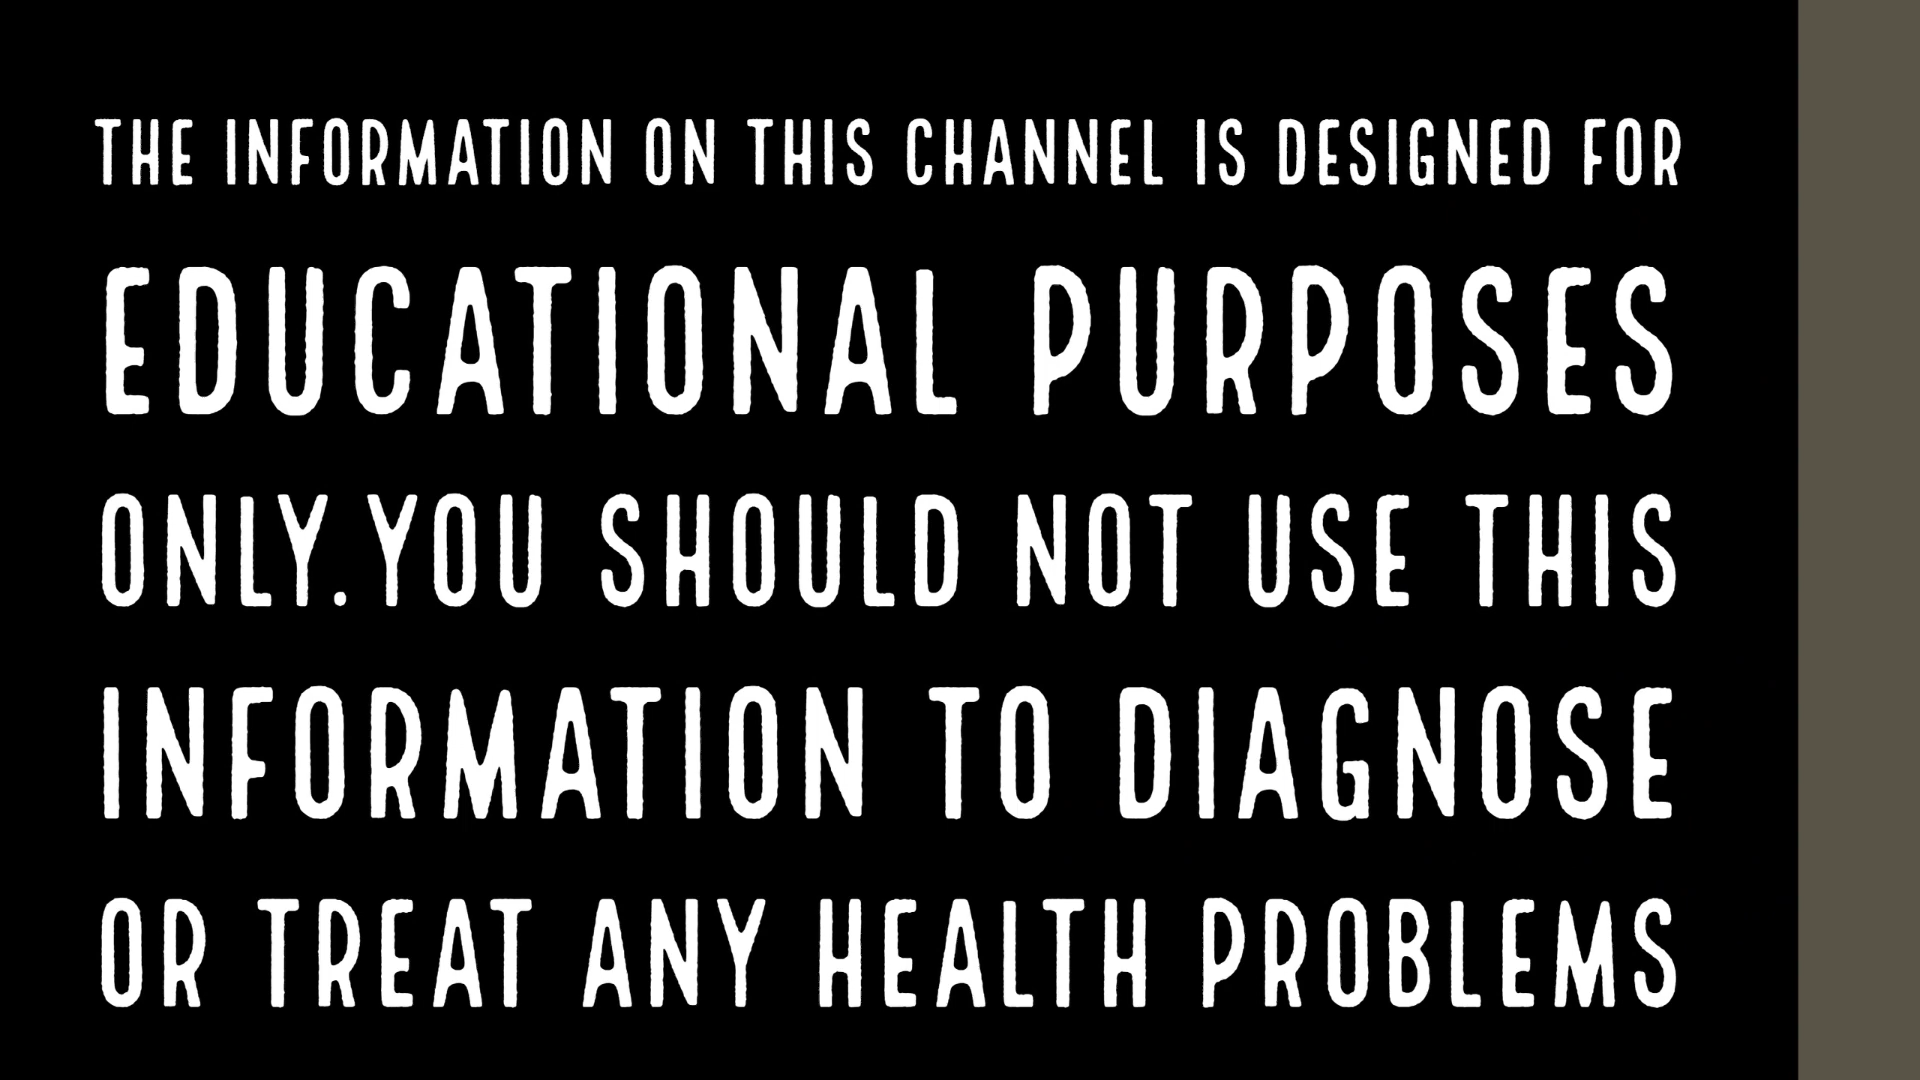 THE INFORMATION ON THIS CHANNEL IS DESIGNED FOR
EDUCATIONAL PURPOSES
ONLY.YOU SHOULD NOT USE THIS
INFORMATION TO DIAGNOSE
OR TREAT ANY HEALTH PROBLEMS